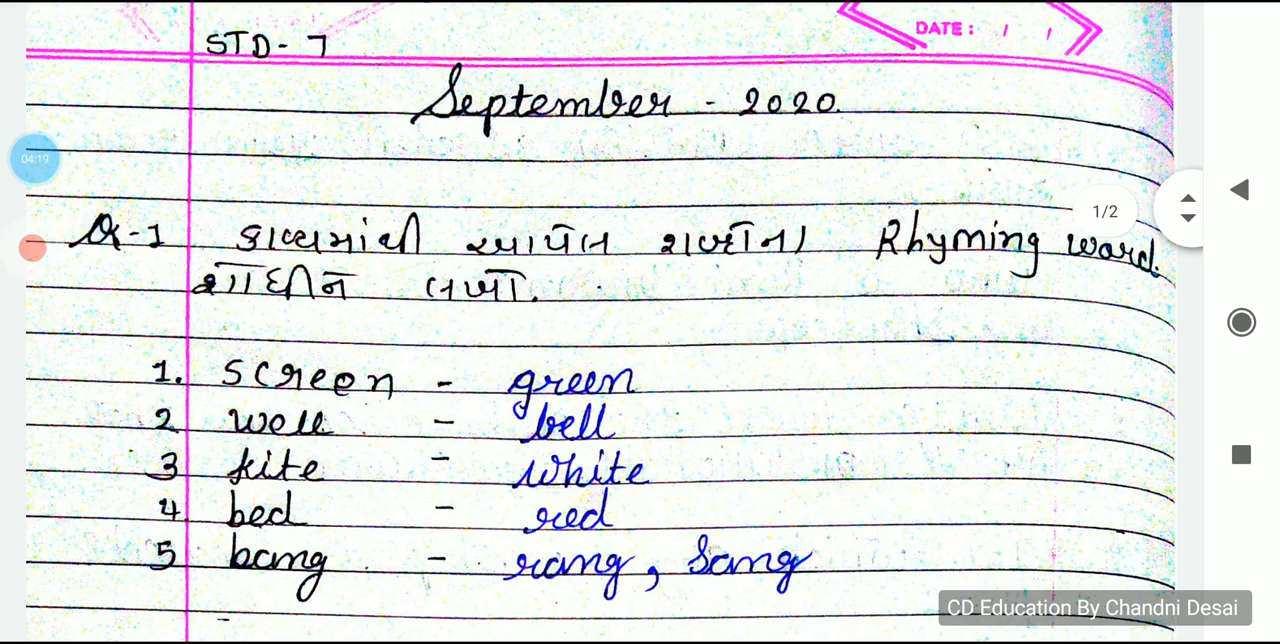 DATE : / /
STD - 7
September - 2020.
04:19
1/2
Q-1 કાવ્યમાંથી આપેલ શબ્દોના Rhyming word
શોધીને લખો.
1. screen - green
2 well - bell
3 kite - white
4. bed - red
5 bang - rang, Sang
CD Education By Chandni Desai